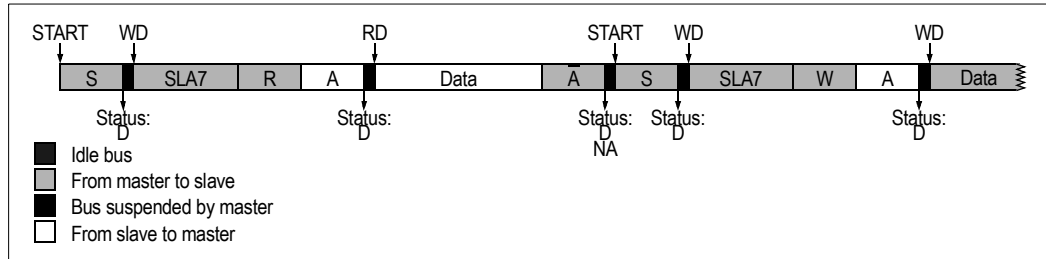 START WD RD START WD WD
S SLA7 R A Data A̅ S SLA7 W A Data
Status: Status: Status: Status: Status:
D D D D D
NA
Idle bus
From master to slave
Bus suspended by master
From slave to master